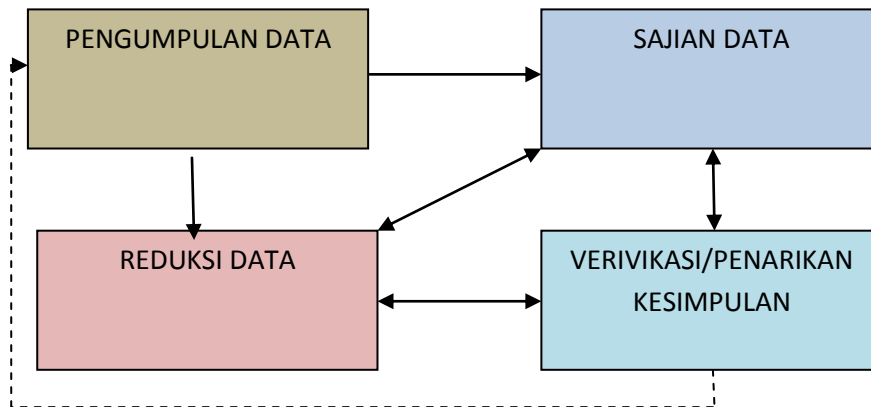 PENGUMPULAN DATA
SAJIAN DATA
REDUKSI DATA
VERIVIKASI/PENARIKAN
KESIMPULAN